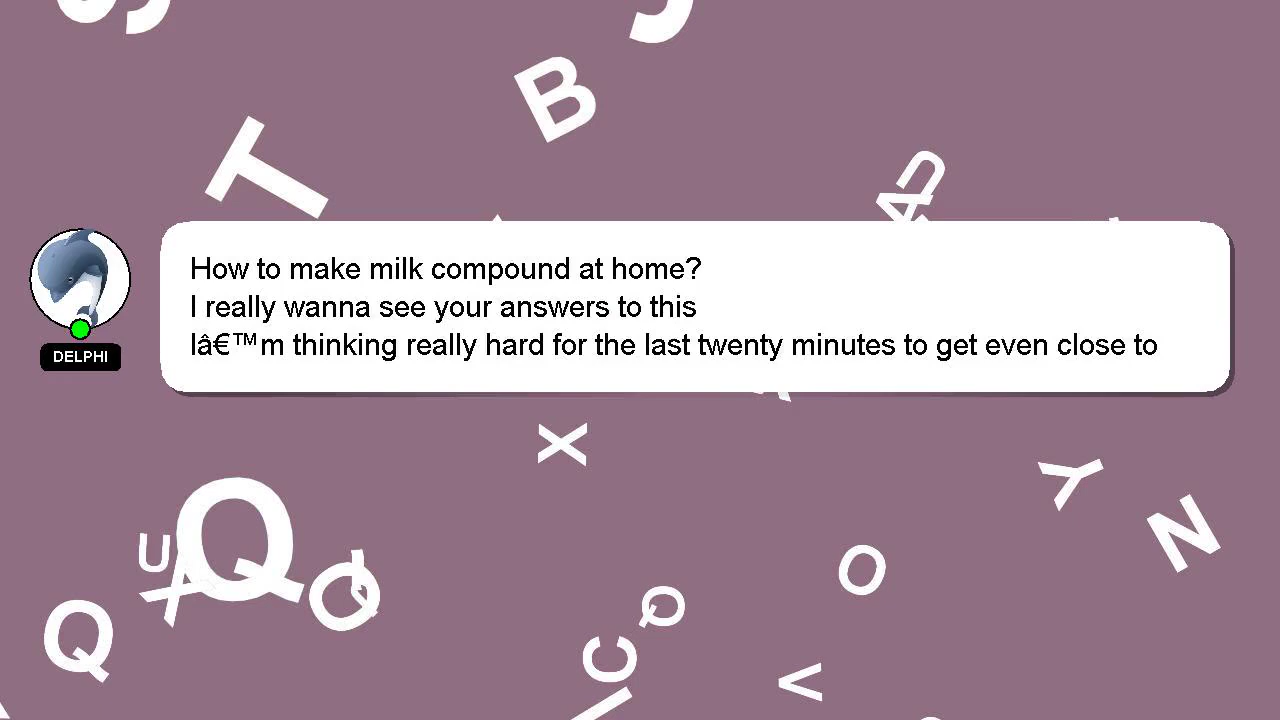 How to make milk compound at home?
I really wanna see your answers to this
Iâ€™m thinking really hard for the last twenty minutes to get even close to
DELPHI
T
B
U
A
X
Y
N
Q
U
X
Q
O
Q
Q
C
V